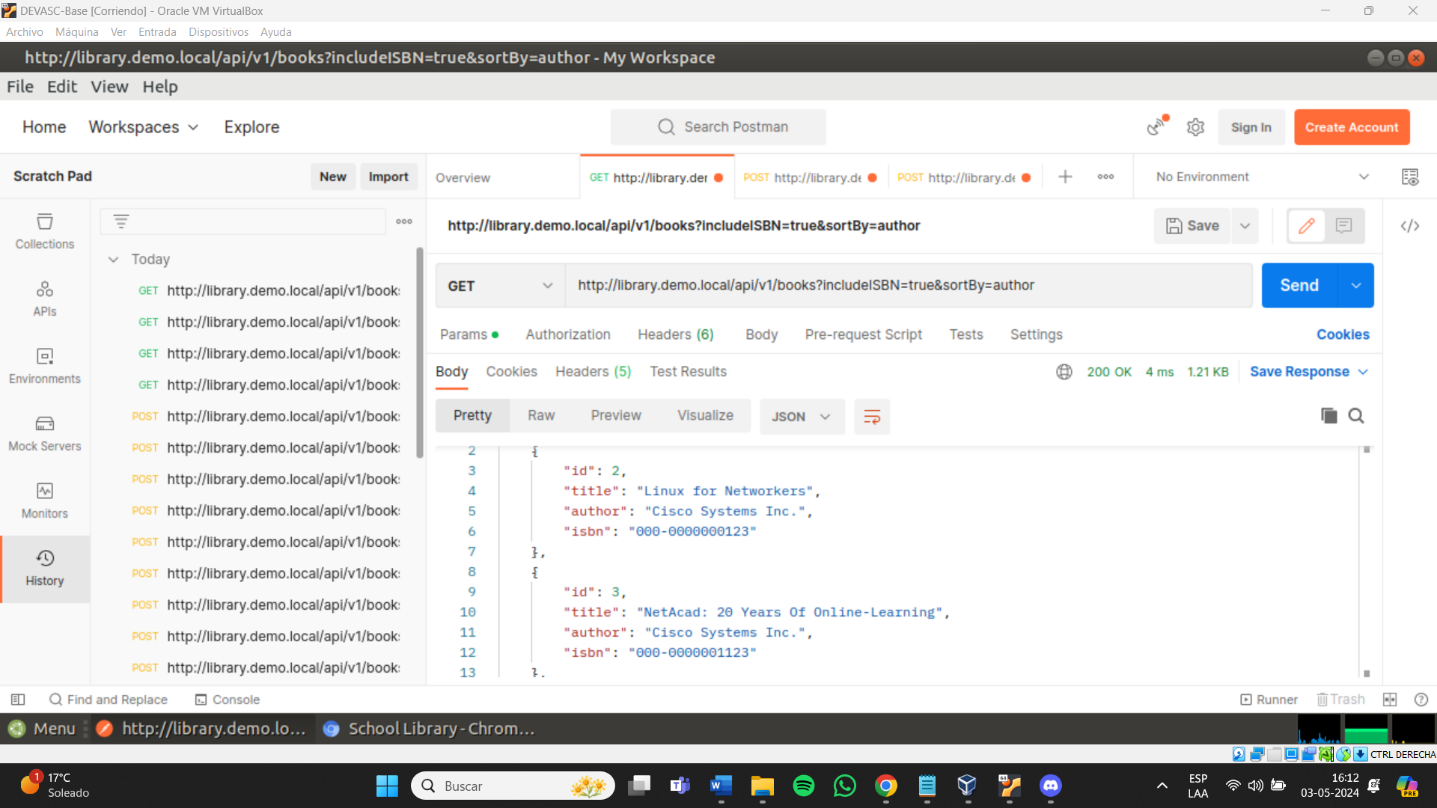 DEVASC-Base [Corriendo] - Oracle VM VirtualBox
Archivo Máquina Ver Entrada Dispositivos Ayuda
http://library.demo.local/api/v1/books?includeISBN=true&sortBy=author - My Workspace
File Edit View Help
Home Workspaces Explore Search Postman Sign In Create Account
Scratch Pad New Import Overview GET http://library.der POST http://library.de POST http://library.de No Environment
http://library.demo.local/api/v1/books?includeISBN=true&sortBy=author Save
Collections
APIs
Environments
Mock Servers
Monitors
History
Today
GET http://library.demo.local/api/v1/book
GET http://library.demo.local/api/v1/book
GET http://library.demo.local/api/v1/book
GET http://library.demo.local/api/v1/book
POST http://library.demo.local/api/v1/book
POST http://library.demo.local/api/v1/book
POST http://library.demo.local/api/v1/book
POST http://library.demo.local/api/v1/book
POST http://library.demo.local/api/v1/book
POST http://library.demo.local/api/v1/book
POST http://library.demo.local/api/v1/book
POST http://library.demo.local/api/v1/book
POST http://library.demo.local/api/v1/book
GET http://library.demo.local/api/v1/books?includeISBN=true&sortBy=author Send
Params Authorization Headers (6) Body Pre-request Script Tests Settings Cookies
Body Cookies Headers (5) Test Results 200 OK 4 ms 1.21 KB Save Response
Pretty Raw Preview Visualize JSON
2 {
3 "id": 2,
4 "title": "Linux for Networkers",
5 "author": "Cisco Systems Inc.",
6 "isbn": "000-0000000123"
7 },
8 {
9 "id": 3,
10 "title": "NetAcad: 20 Years Of Online-Learning",
11 "author": "Cisco Systems Inc.",
12 "isbn": "000-0000001123"
13 },
Find and Replace Console Runner Trash
Menu http://library.demo.lo... School Library - Chrom...
CTRL DERECHA
1 17°C
Soleado
Buscar
ESP
LAA
16:12
03-05-2024
PRE